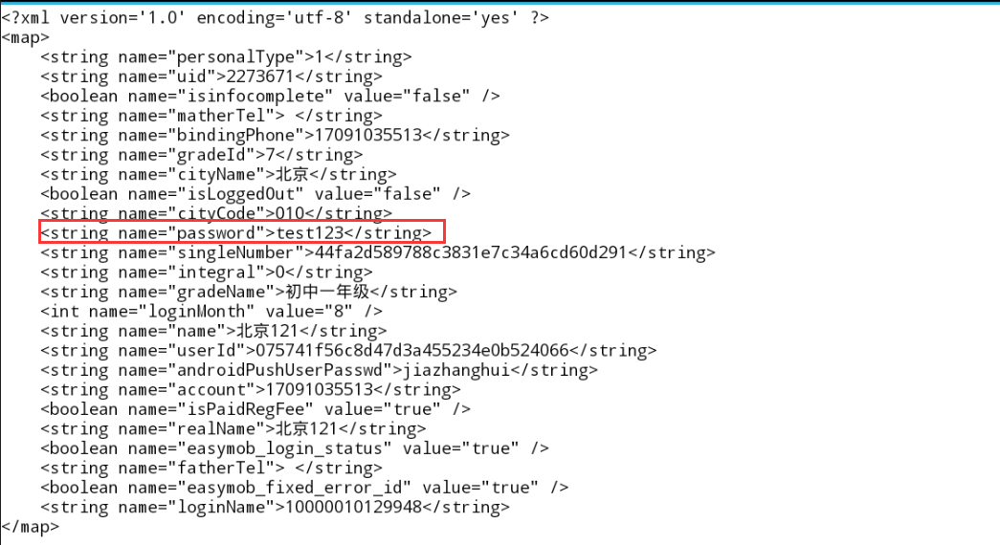 <?xml version='1.0' encoding='utf-8' standalone='yes' ?>
<map>
    <string name="personalType">1</string>
    <string name="uid">2273671</string>
    <boolean name="isinfocomplete" value="false" />
    <string name="matherTel"> </string>
    <string name="bindingPhone">17091035513</string>
    <string name="gradeId">7</string>
    <string name="cityName">北京</string>
    <boolean name="isLoggedOut" value="false" />
    <string name="cityCode">010</string>
    <string name="password">test123</string>
    <string name="singleNumber">44fa2d589788c3831e7c34a6cd60d291</string>
    <string name="integral">0</string>
    <string name="gradeName">初中一年级</string>
    <int name="loginMonth" value="8" />
    <string name="name">北京121</string>
    <string name="userId">075741f56c8d47d3a455234e0b524066</string>
    <string name="androidPushUserPasswd">jiazhanghui</string>
    <string name="account">17091035513</string>
    <boolean name="isPaidRegFee" value="true" />
    <string name="realName">北京121</string>
    <boolean name="easymob_login_status" value="true" />
    <string name="fatherTel"> </string>
    <boolean name="easymob_fixed_error_id" value="true" />
    <string name="loginName">10000010129948</string>
</map>